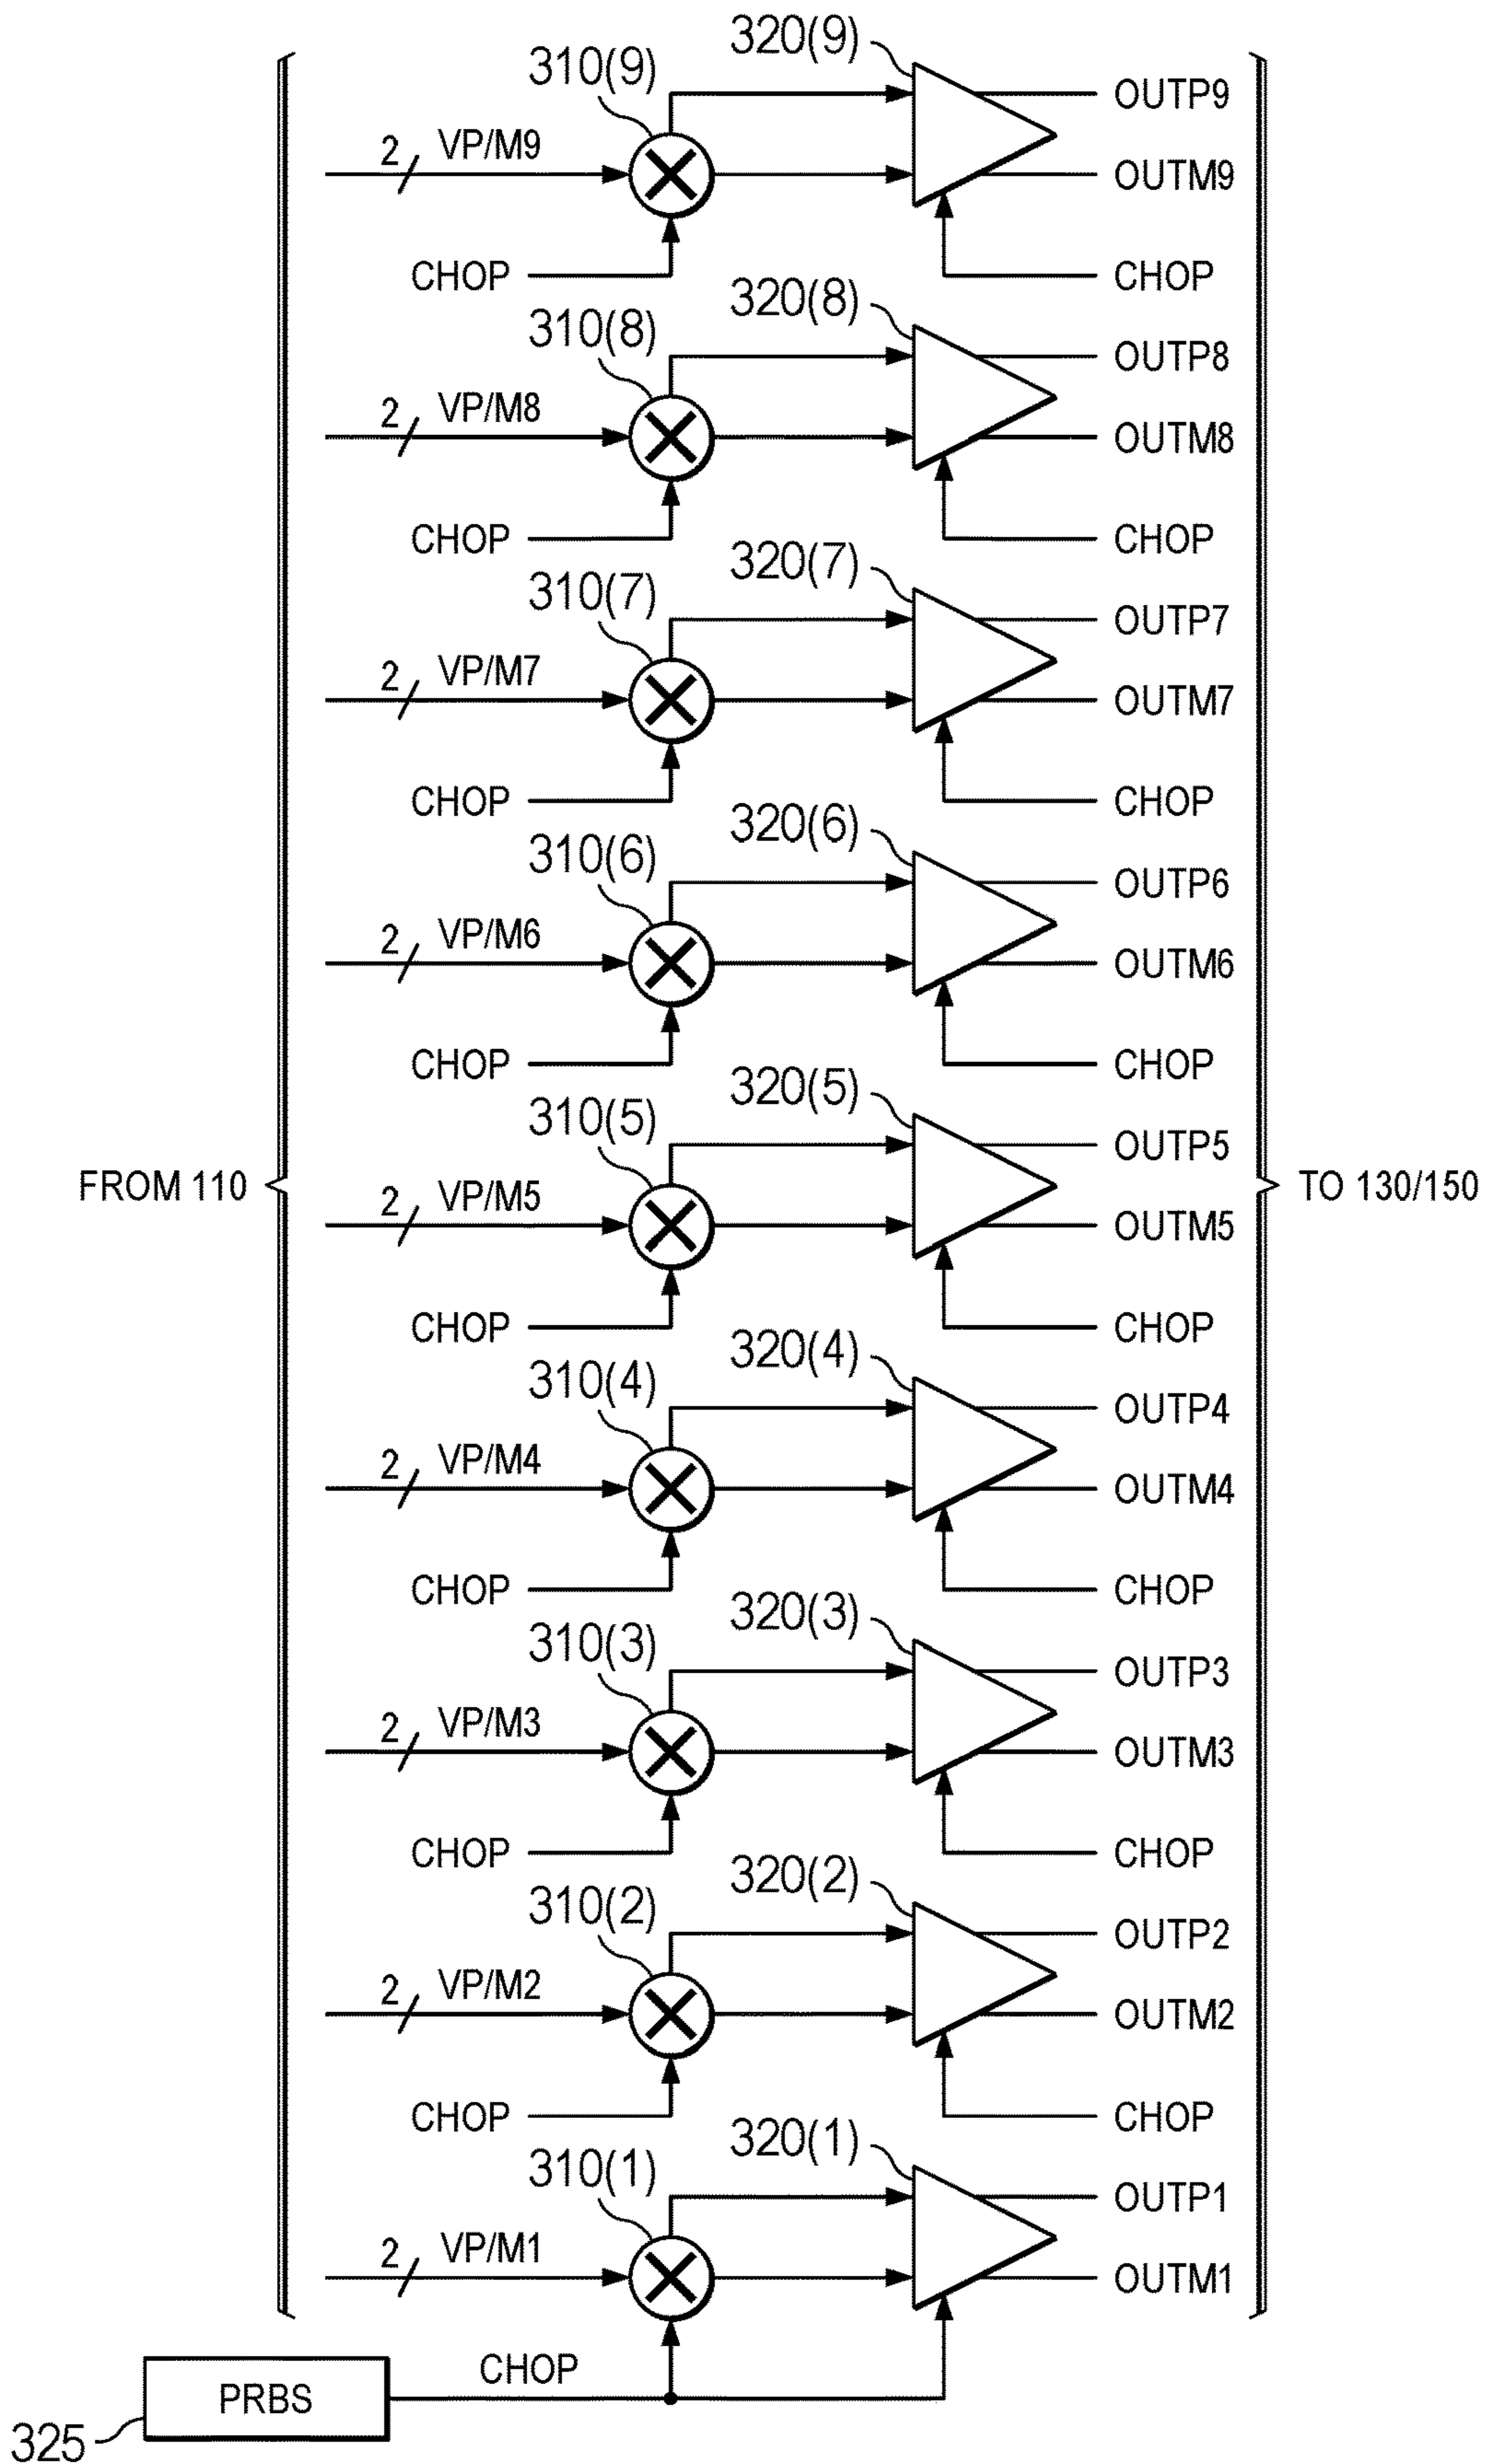 320(9)
310(9)
OUTP9
2 VP/M9
OUTM9
CHOP CHOP
320(8)
310(8)
OUTP8
2 VP/M8
OUTM8
CHOP CHOP
320(7)
310(7)
OUTP7
2 VP/M7
OUTM7
CHOP CHOP
320(6)
310(6)
OUTP6
2 VP/M6
OUTM6
CHOP CHOP
320(5)
310(5)
OUTP5
FROM 110
2 VP/M5
TO 130/150
OUTM5
CHOP CHOP
320(4)
310(4)
OUTP4
2 VP/M4
OUTM4
CHOP CHOP
320(3)
310(3)
OUTP3
2 VP/M3
OUTM3
CHOP CHOP
320(2)
310(2)
OUTP2
2 VP/M2
OUTM2
CHOP CHOP
320(1)
310(1)
OUTP1
2 VP/M1
OUTM1
CHOP
PRBS
325